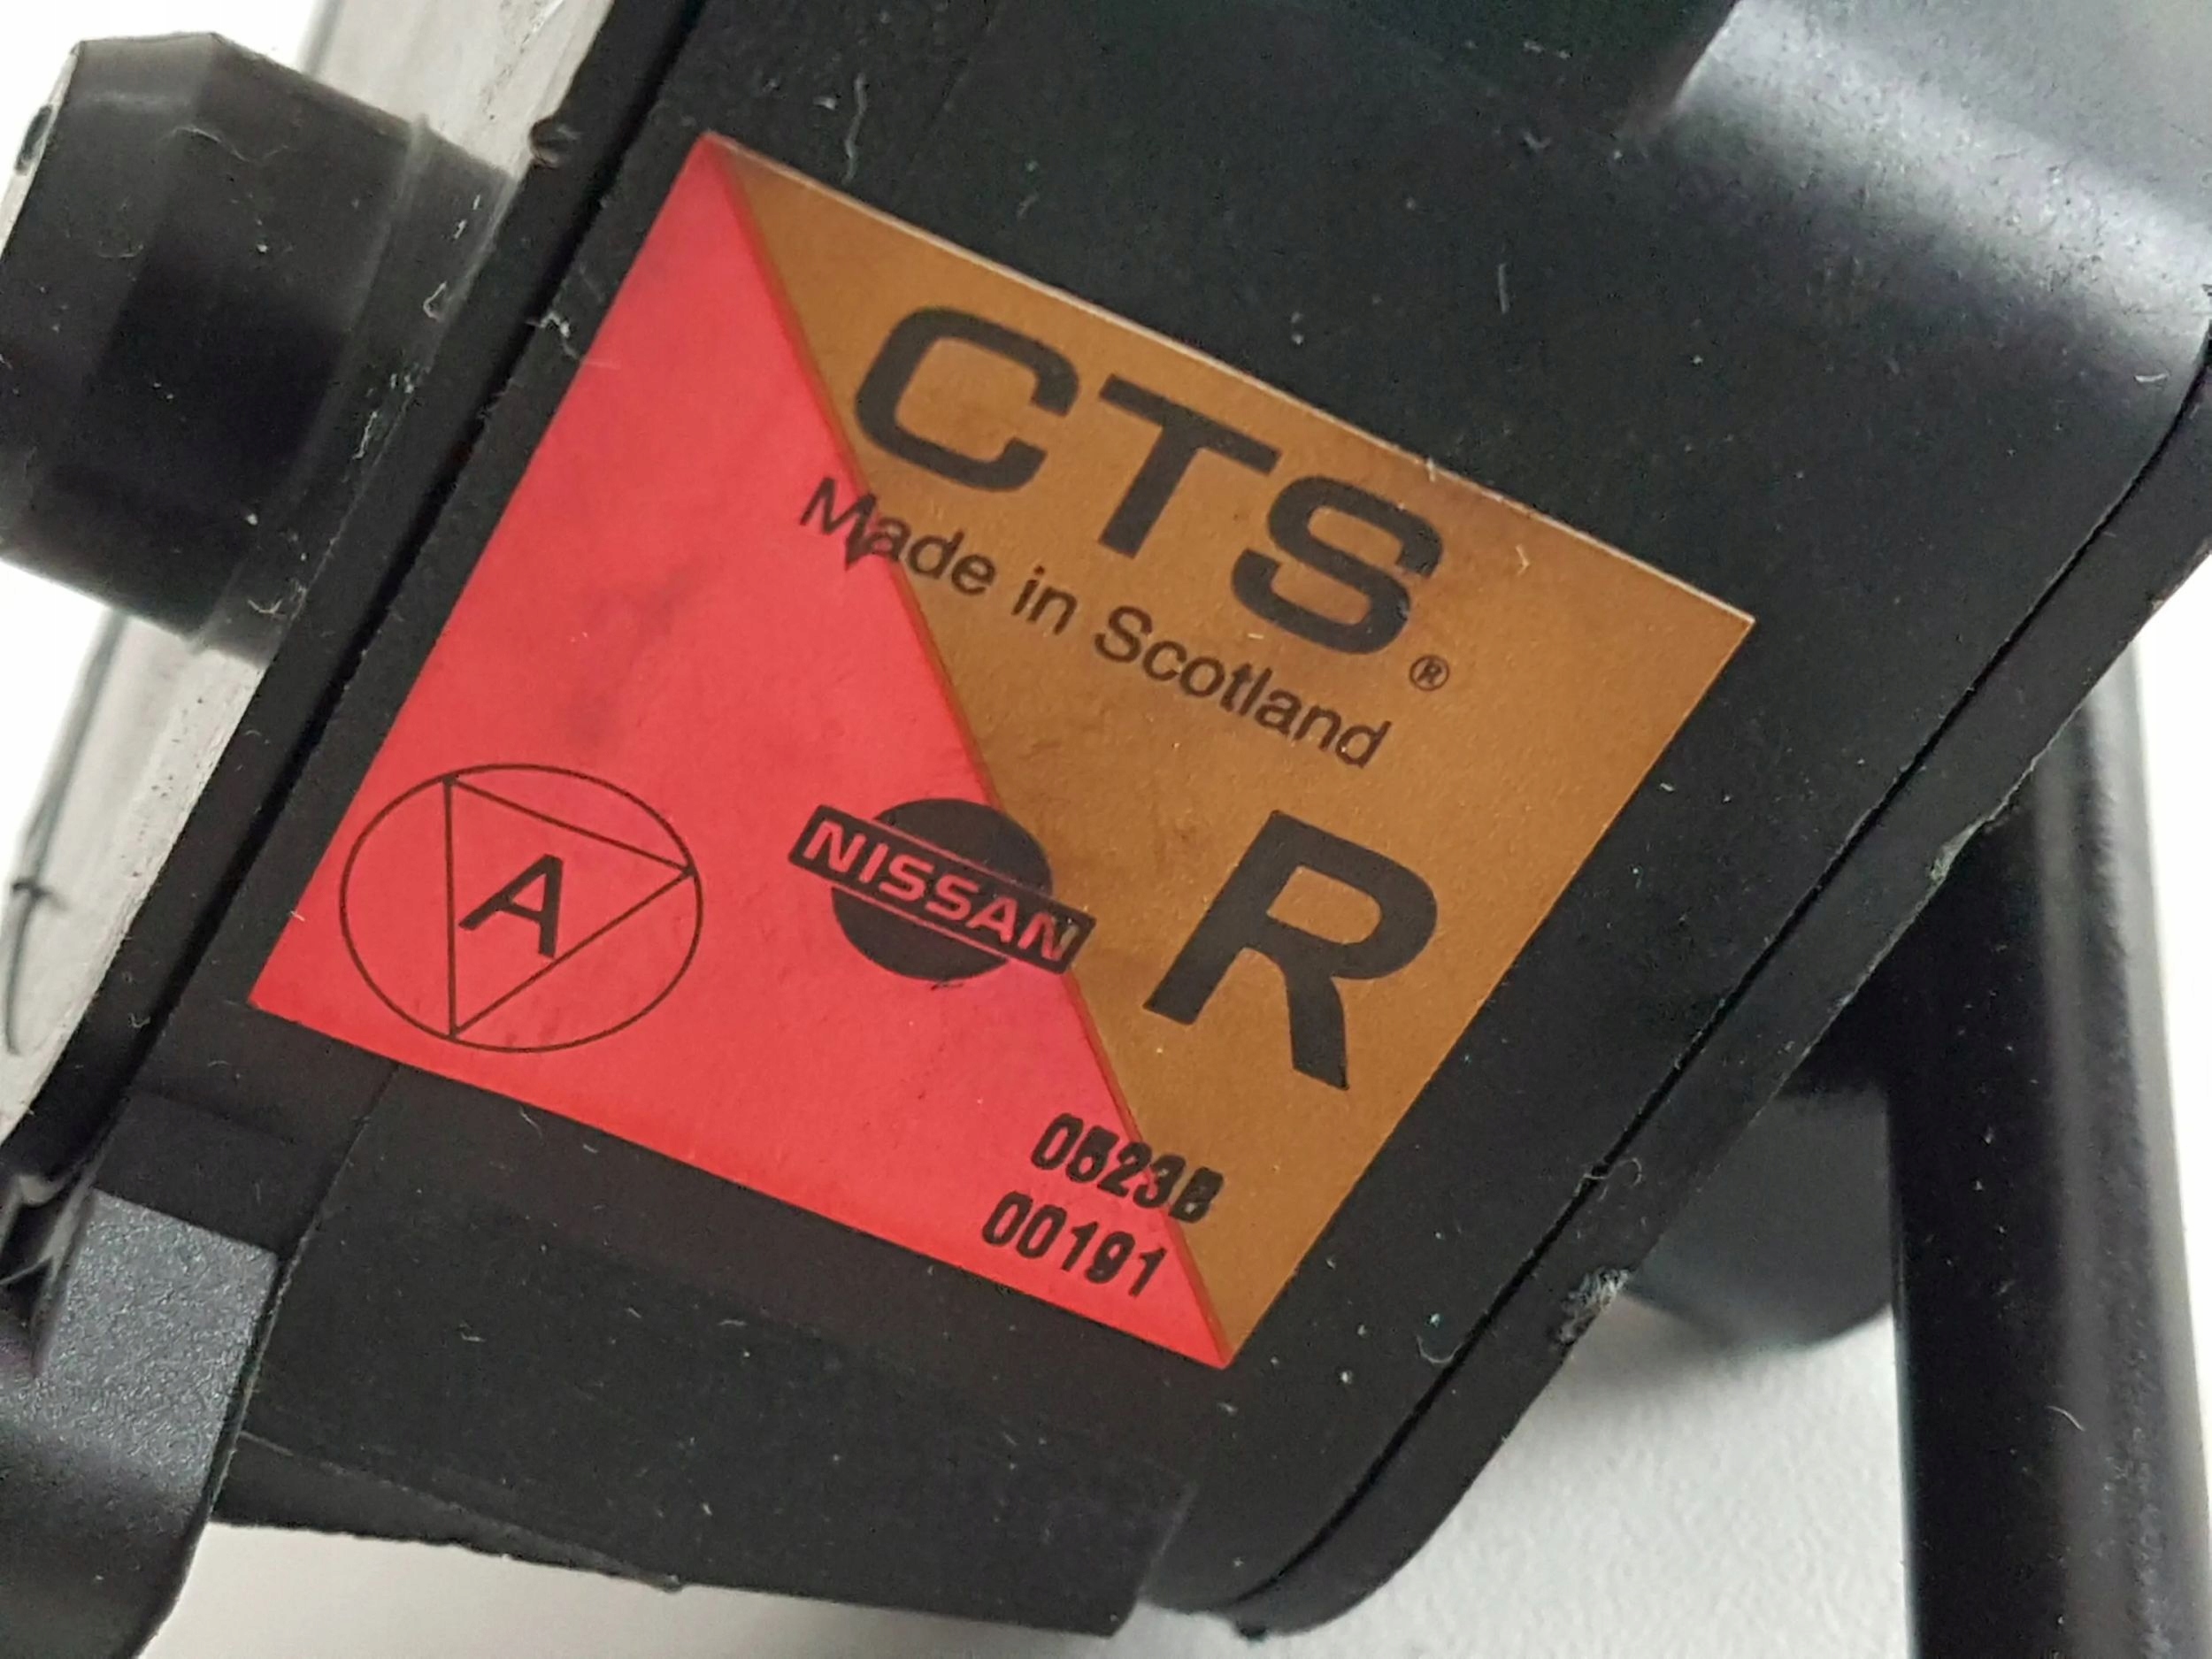 CTS®
Made in Scotland
A
NISSAN
R
0523B
00191